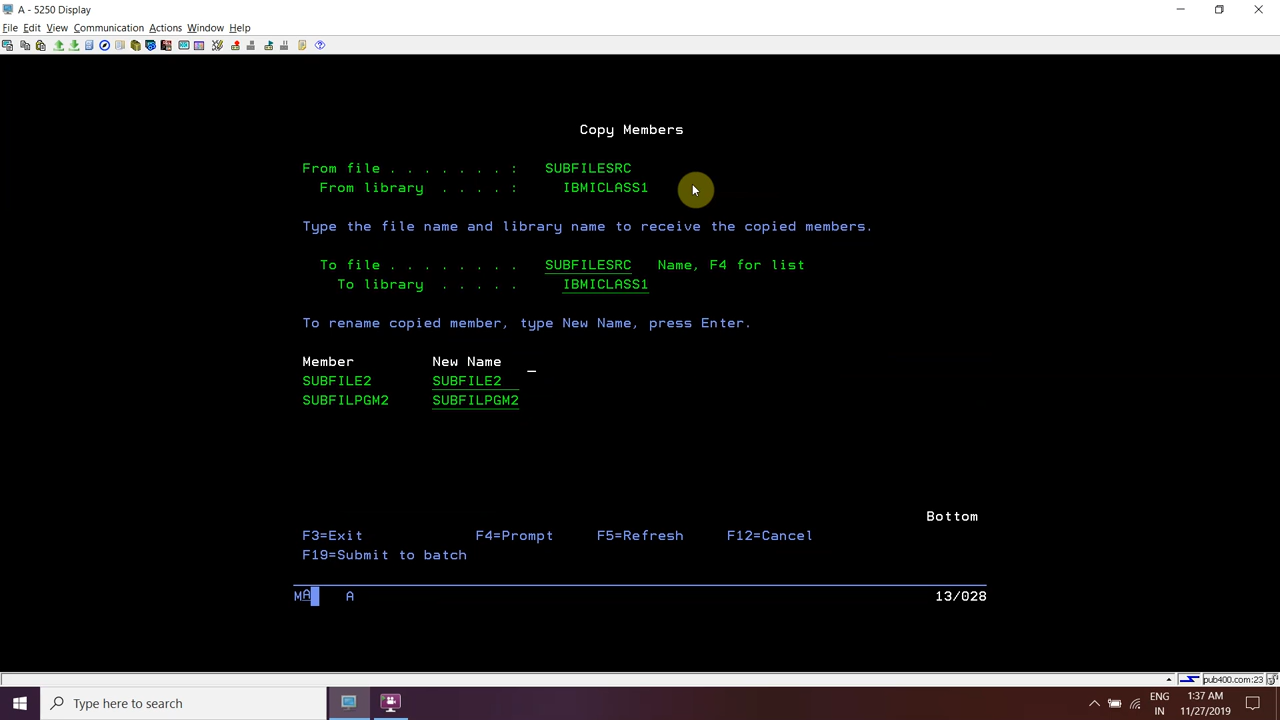 A - 5250 Display
File Edit View Communication Actions Window Help
Copy Members
From file . . . . . . . : SUBFILESRC
From library . . . . : IBMICLASS1
Type the file name and library name to receive the copied members.
To file . . . . . . . . SUBFILESRC Name, F4 for list
To library . . . . . IBMICLASS1
To rename copied member, type New Name, press Enter.
Member New Name _
SUBFILE2 SUBFILE2
SUBFILPGM2 SUBFILPGM2
Bottom
F3=Exit F4=Prompt F5=Refresh F12=Cancel
F19=Submit to batch
MA A 13/028
pub400.com:23
Type here to search
ENG 1:37 AM
IN 11/27/2019